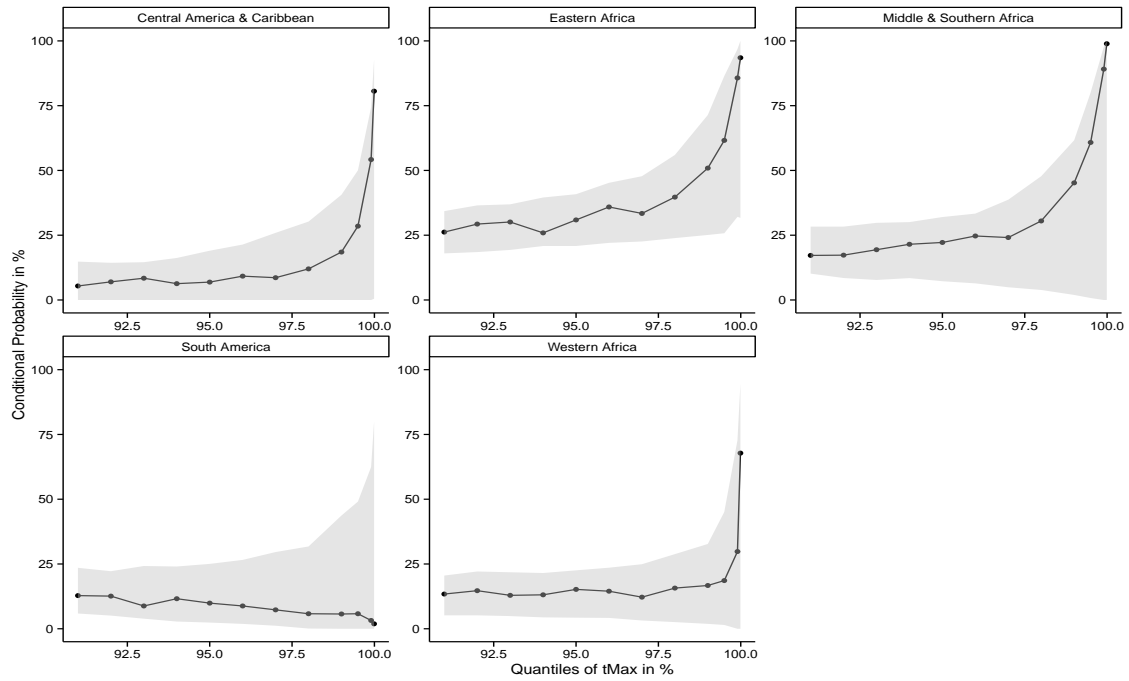 Central America & Caribbean
Eastern Africa
Middle & Southern Africa
100
75
50
25
0
92.5 95.0 97.5 100.0
100
75
50
25
0
92.5 95.0 97.5 100.0
100
75
50
25
0
92.5 95.0 97.5 100.0
South America
Western Africa
100
75
50
25
0
92.5 95.0 97.5 100.0
100
75
50
25
0
92.5 95.0 97.5 100.0
Conditional Probability in %
Quantiles of tMax in %